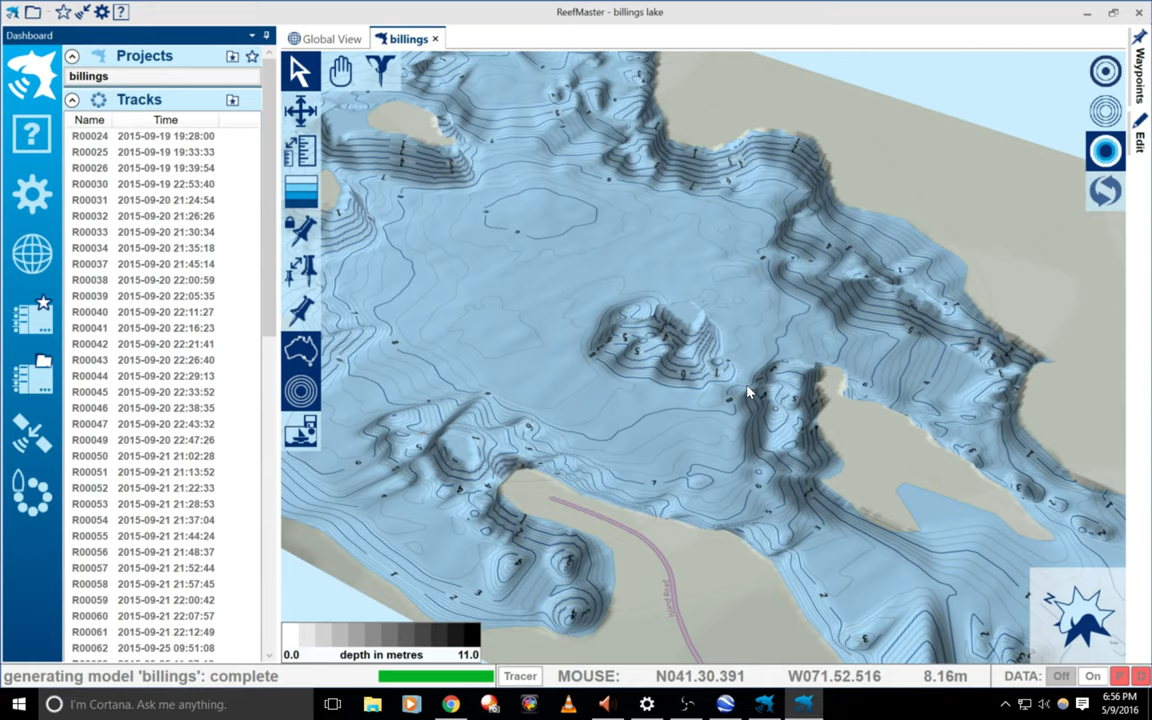 ReefMaster - billings lake
Dashboard
Projects
billings
Tracks
Name Time
R00024 2015-09-19 19:28:00
R00025 2015-09-19 19:33:33
R00026 2015-09-19 19:39:54
R00030 2015-09-19 22:53:40
R00031 2015-09-20 21:24:54
R00032 2015-09-20 21:26:26
R00033 2015-09-20 21:30:34
R00034 2015-09-20 21:35:18
R00037 2015-09-20 21:45:14
R00038 2015-09-20 22:00:59
R00039 2015-09-20 22:05:35
R00040 2015-09-20 22:11:27
R00041 2015-09-20 22:16:23
R00042 2015-09-20 22:21:41
R00043 2015-09-20 22:26:40
R00044 2015-09-20 22:29:13
R00045 2015-09-20 22:33:52
R00046 2015-09-20 22:38:35
R00047 2015-09-20 22:43:32
R00049 2015-09-20 22:47:26
R00050 2015-09-21 21:02:28
R00051 2015-09-21 21:13:52
R00052 2015-09-21 21:22:33
R00053 2015-09-21 21:28:53
R00054 2015-09-21 21:37:04
R00055 2015-09-21 21:44:24
R00056 2015-09-21 21:48:37
R00057 2015-09-21 21:52:44
R00058 2015-09-21 21:57:45
R00059 2015-09-21 22:00:42
R00060 2015-09-21 22:07:57
R00061 2015-09-21 22:12:49
R00062 2015-09-25 09:51:08
Global View billings
Waypoints
Edit
Island Road
N
0.0 depth in metres 11.0
generating model 'billings': complete
Tracer
MOUSE: N041.30.391 W071.52.516 8.16m
DATA: Off On
I'm Cortana. Ask me anything.
6:56 PM
5/9/2016